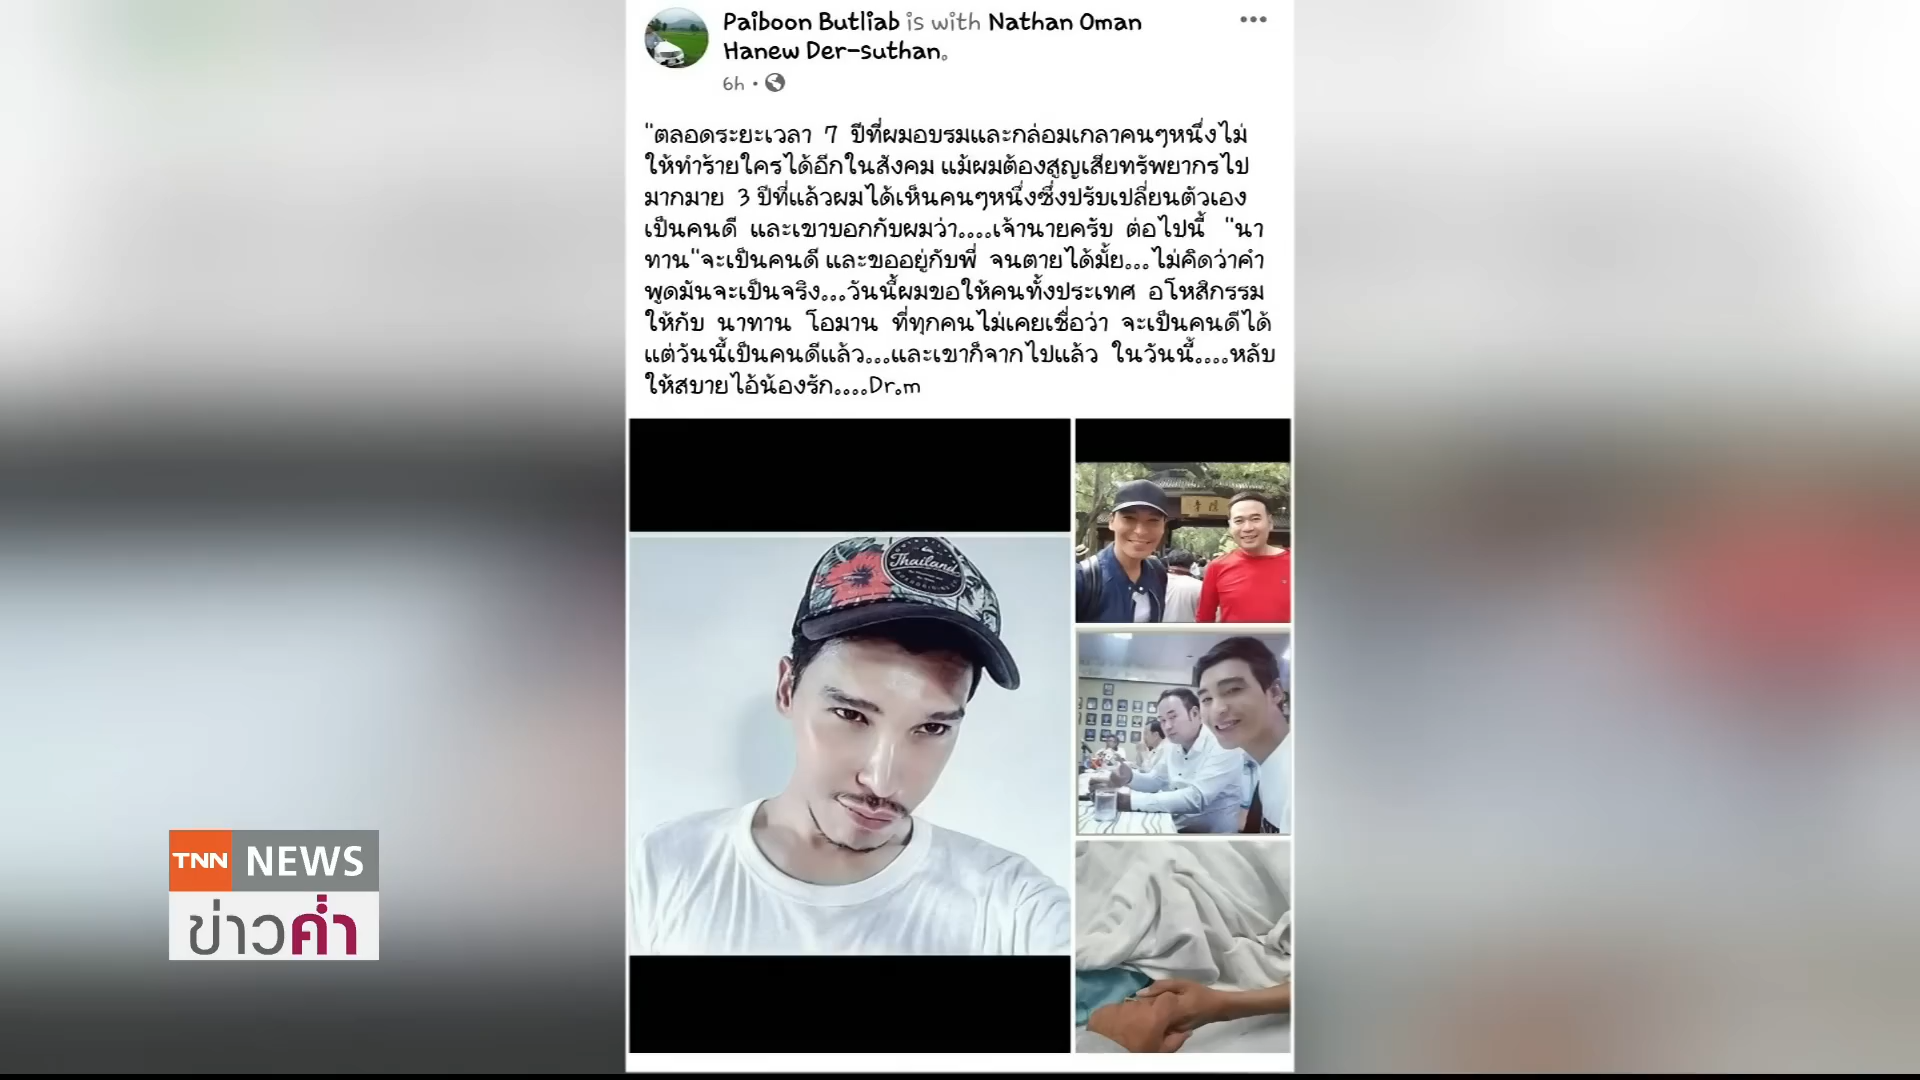 Paiboon Butliab is with Nathan Oman
Hanew Der-suthan.
6h
"ตลอดระยะเวลา 7 ปีที่ผมอบรมและกล่อมเกลาคนๆหนึ่งไม่
ให้ทำร้ายใครได้อีกในสังคม แม้ผมต้องสูญเสียทรัพยากรไป
มากมาย 3 ปีที่แล้วผมได้เห็นคนๆหนึ่งซึ่งปรับเปลี่ยนตัวเอง
เป็นคนดี และเขาบอกกับผมว่า....เจ้านายครับ ต่อไปนี้ "นา
ทาน"จะเป็นคนดี และขออยู่กับพี่ จนตายได้มั้ย...ไม่คิดว่าคำ
พูดมันจะเป็นจริง...วันนี้ผมขอให้คนทั้งประเทศ อโหสิกรรม
ให้กับ นาทาน โอมาน ที่ทุกคนไม่เคยเชื่อว่า จะเป็นคนดีได้
แต่วันนี้เป็นคนดีแล้ว...และเขาก็จากไปแล้ว ในวันนี้....หลับ
ให้สบายไอ้น้องรัก....Dr.m
Thailand
TNN NEWS
ข่าวค่ำ